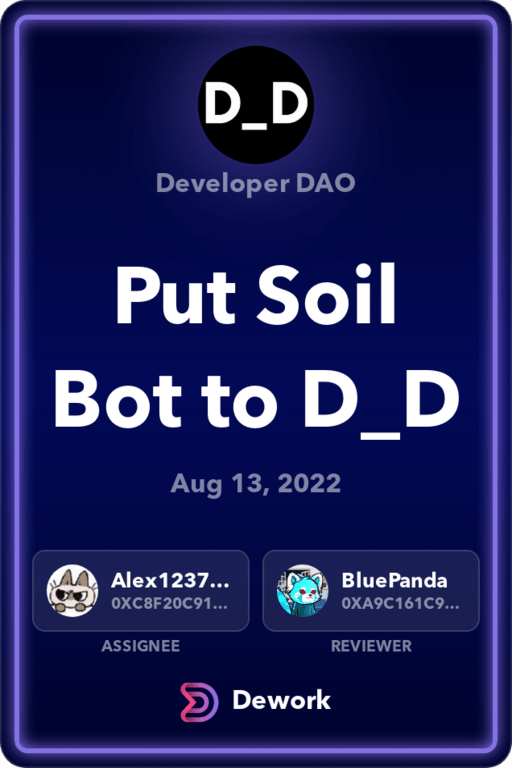 D_D
Developer DAO
Put Soil
Bot to D_D
Aug 13, 2022
Alex1237...
0XC8F20C91...
BluePanda
0XA9C161C9...
ASSIGNEE
REVIEWER
Dework